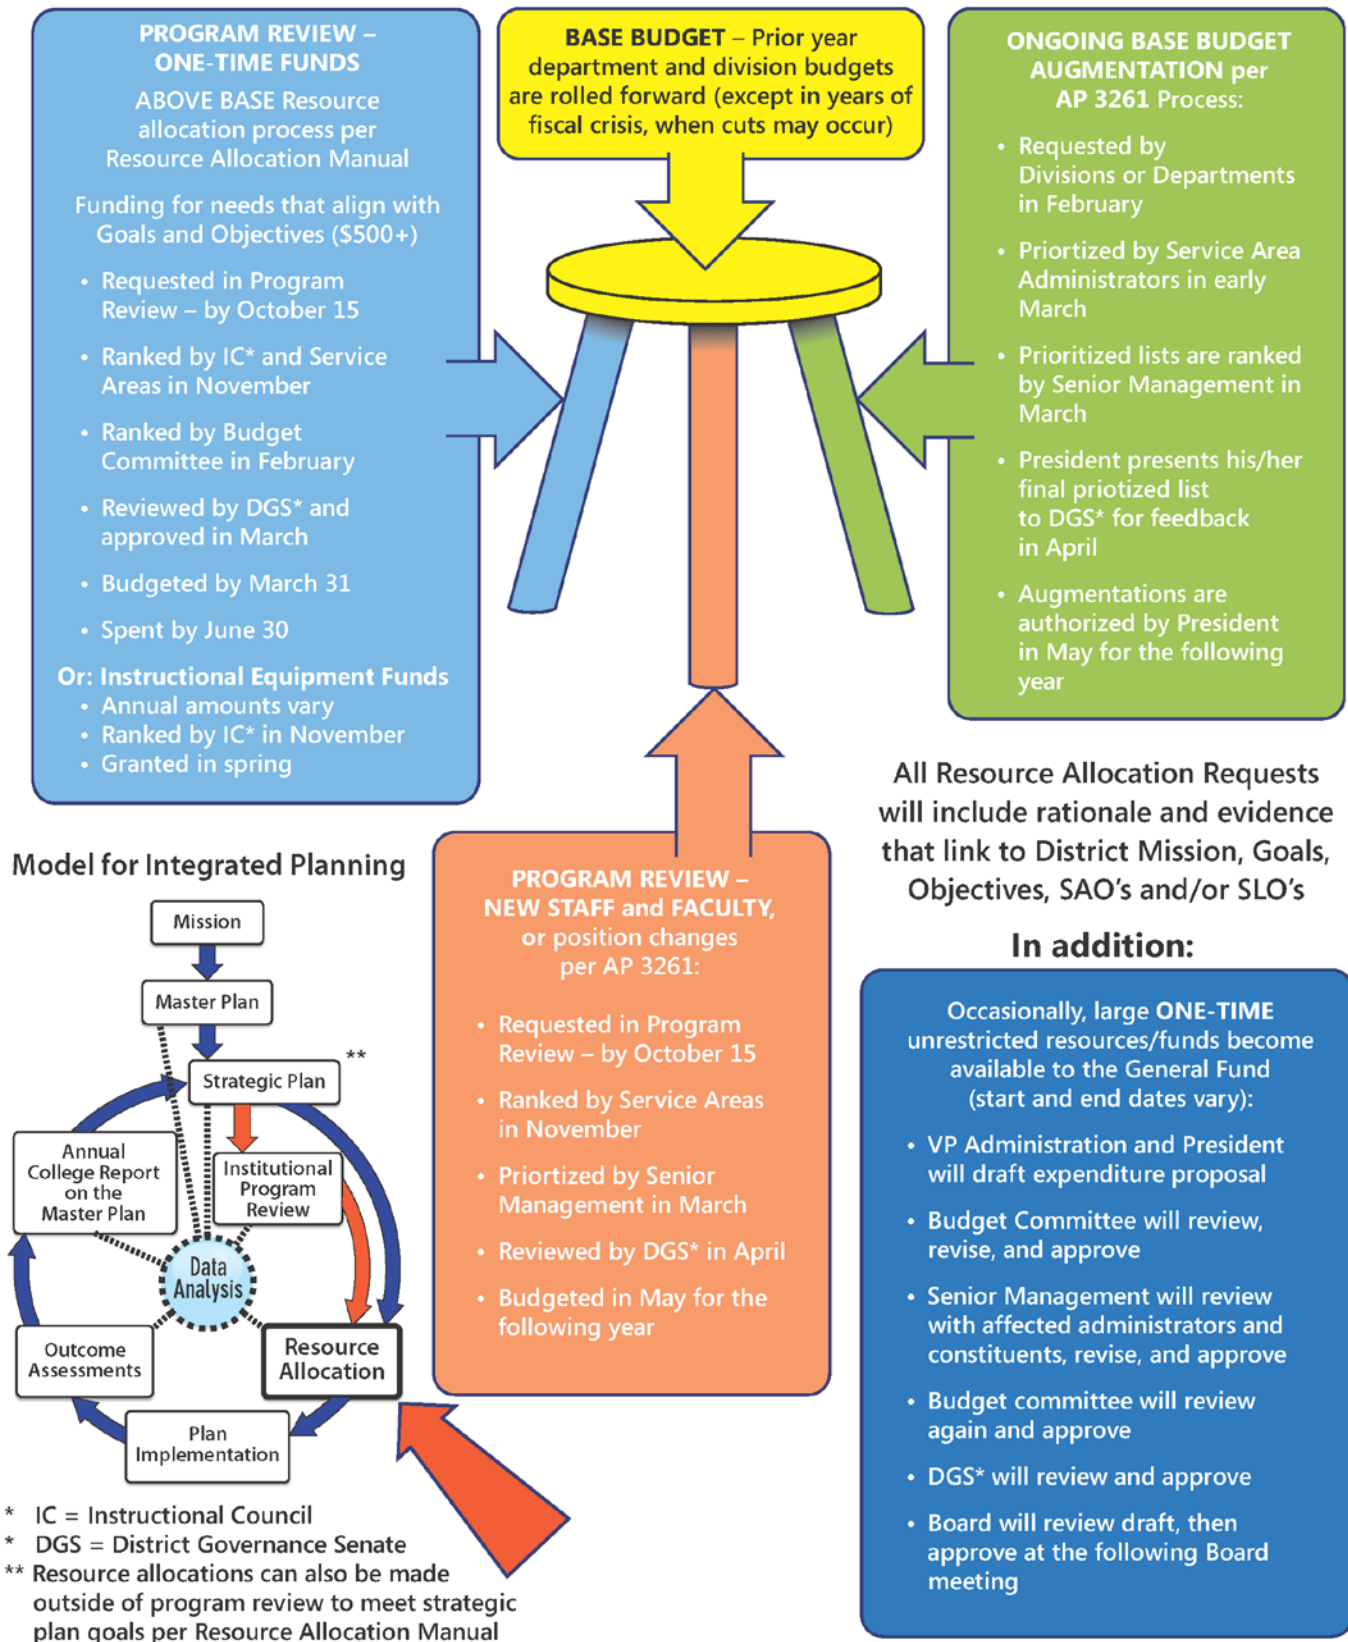 PROGRAM REVIEW –
ONE-TIME FUNDS
ABOVE BASE Resource
allocation process per
Resource Allocation Manual
Funding for needs that align with
Goals and Objectives ($500+)
• Requested in Program
Review – by October 15
• Ranked by IC* and Service
Areas in November
• Ranked by Budget
Committee in February
• Reviewed by DGS* and
approved in March
• Budgeted by March 31
• Spent by June 30
Or: Instructional Equipment Funds
• Annual amounts vary
• Ranked by IC* in November
• Granted in spring
BASE BUDGET – Prior year
department and division budgets
are rolled forward (except in years of
fiscal crisis, when cuts may occur)
ONGOING BASE BUDGET
AUGMENTATION per
AP 3261 Process:
• Requested by
Divisions or Departments
in February
• Priortized by Service Area
Administrators in early
March
• Prioritized lists are ranked
by Senior Management in
March
• President presents his/her
final priotized list
to DGS* for feedback
in April
• Augmentations are
authorized by President
in May for the following
year
All Resource Allocation Requests
will include rationale and evidence
that link to District Mission, Goals,
Objectives, SAO's and/or SLO's
PROGRAM REVIEW –
NEW STAFF and FACULTY,
or position changes
per AP 3261:
• Requested in Program
Review – by October 15
• Ranked by Service Areas
in November
• Priortized by Senior
Management in March
• Reviewed by DGS* in April
• Budgeted in May for the
following year
In addition:
Occasionally, large ONE-TIME
unrestricted resources/funds become
available to the General Fund
(start and end dates vary):
• VP Administration and President
will draft expenditure proposal
• Budget Committee will review,
revise, and approve
• Senior Management will review
with affected administrators and
constituents, revise, and approve
• Budget committee will review
again and approve
• DGS* will review and approve
• Board will review draft, then
approve at the following Board
meeting
Model for Integrated Planning
Mission
Master Plan
Strategic Plan
**
Annual
College Report
on the
Master Plan
Institutional
Program
Review
Data
Analysis
Outcome
Assessments
Resource
Allocation
Plan
Implementation
* IC = Instructional Council
* DGS = District Governance Senate
** Resource allocations can also be made
outside of program review to meet strategic
plan goals per Resource Allocation Manual